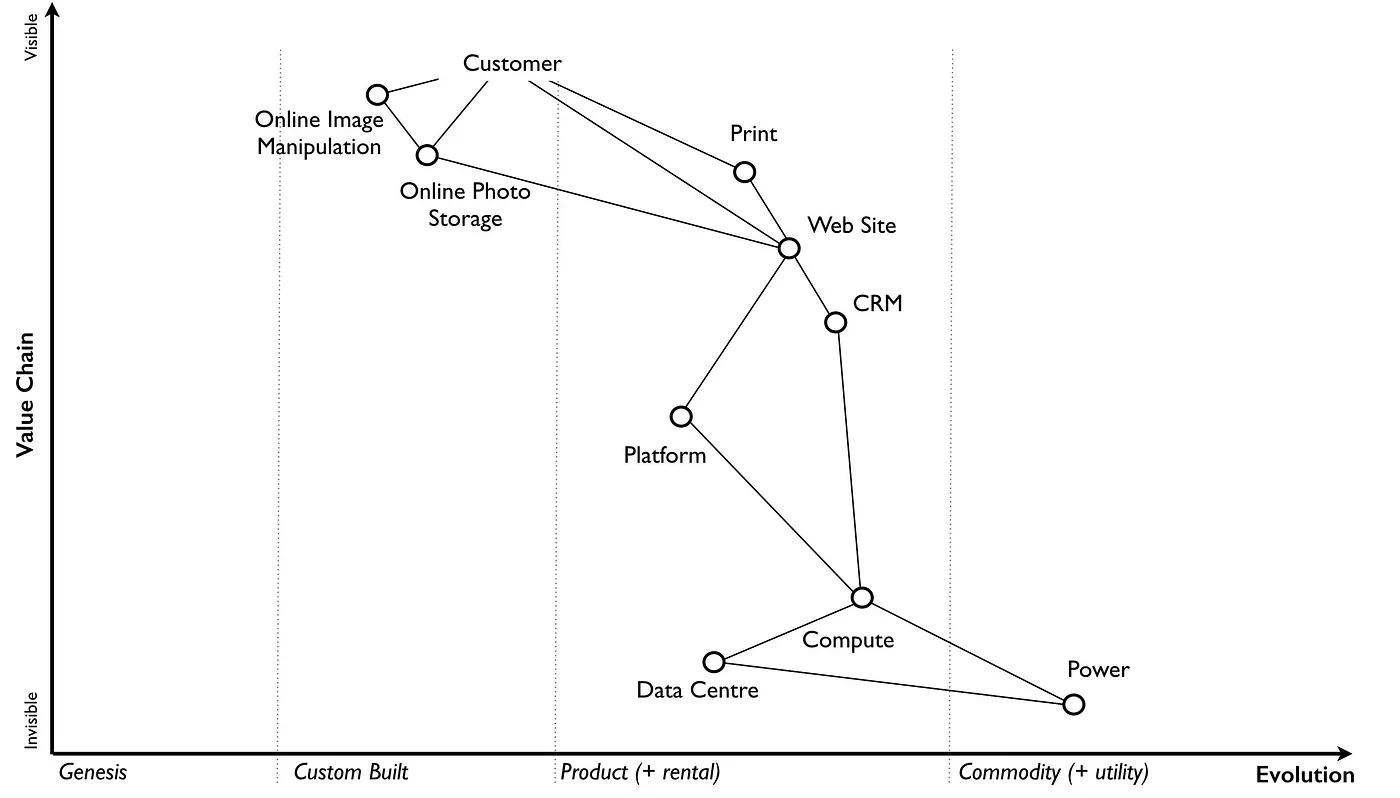 Visible
Customer
Online Image
Manipulation
Print
Online Photo
Storage
Web Site
CRM
Value Chain
Platform
Compute
Power
Data Centre
Invisible
Genesis
Custom Built
Product (+ rental)
Commodity (+ utility)
Evolution